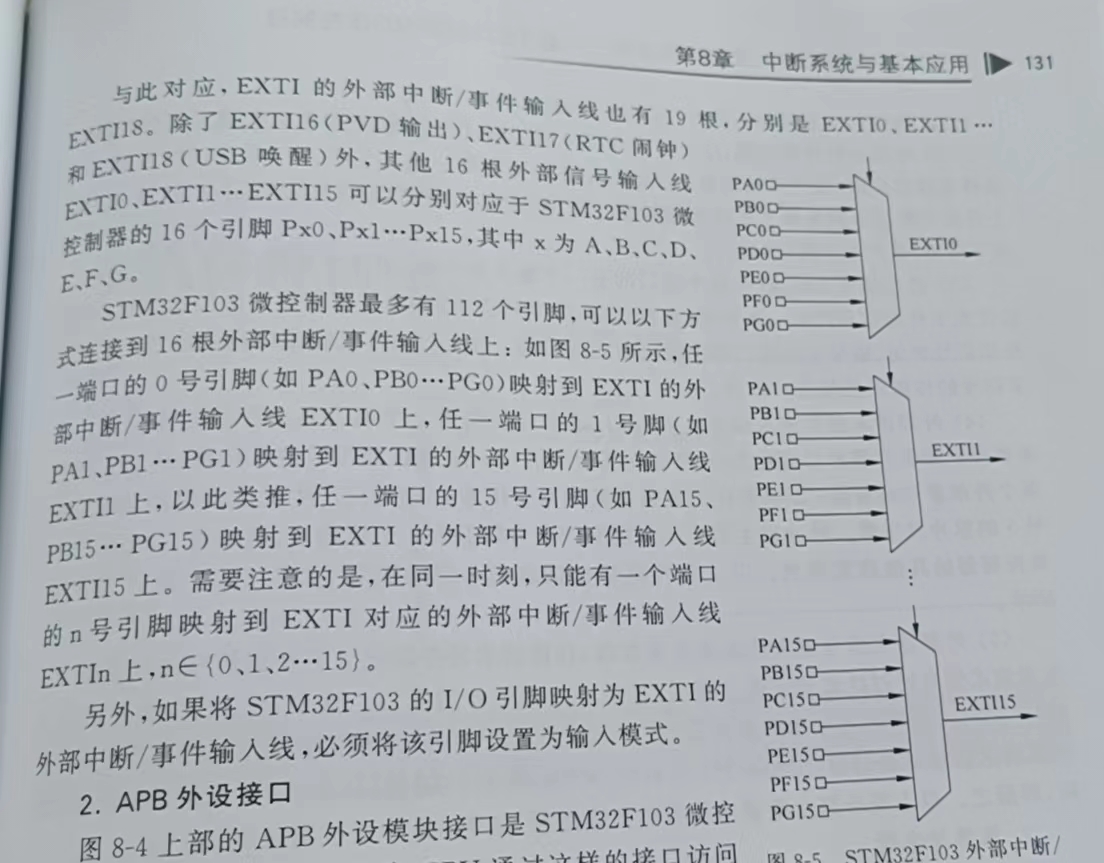 第8章 中断系统与基本应用 131
与此对应,EXTI 的外部中断/事件输入线也有 19 根,分别是 EXTI0、EXTI1…
EXTI18。除了 EXTI16(PVD 输出)、EXTI17(RTC 闹钟)
和 EXTI18(USB 唤醒)外,其他 16 根外部信号输入线
EXTI0、EXTI1…EXTI15 可以分别对应于 STM32F103 微
控制器的 16 个引脚 Px0、Px1…Px15,其中 x 为 A、B、C、D、
E、F、G。
STM32F103 微控制器最多有 112 个引脚,可以以下方
式连接到 16 根外部中断/事件输入线上:如图 8-5 所示,任
一端口的 0 号引脚(如 PA0、PB0…PG0)映射到 EXTI 的外
部中断/事件输入线 EXTI0 上,任一端口的 1 号脚(如
PA1、PB1…PG1)映射到 EXTI 的外部中断/事件输入线
EXTI1 上,以此类推,任一端口的 15 号引脚(如 PA15、
PB15…PG15)映射到 EXTI 的外部中断/事件输入线
EXTI15 上。需要注意的是,在同一时刻,只能有一个端口
的 n 号引脚映射到 EXTI 对应的外部中断/事件输入线
EXTIn 上,n∈{0、1、2…15}。
另外,如果将 STM32F103 的 I/O 引脚映射为 EXTI 的
外部中断/事件输入线,必须将该引脚设置为输入模式。
2. APB 外设接口
图 8-4 上部的 APB 外设模块接口是 STM32F103 微控
通过这样的接口访问
PA0
PB0
PC0
PD0
PE0
PF0
PG0
EXTI0
PA1
PB1
PC1
PD1
PE1
PF1
PG1
EXTI1
⋮
PA15
PB15
PC15
PD15
PE15
PF15
PG15
EXTI15
图 8-5 STM32F103 外部中断/